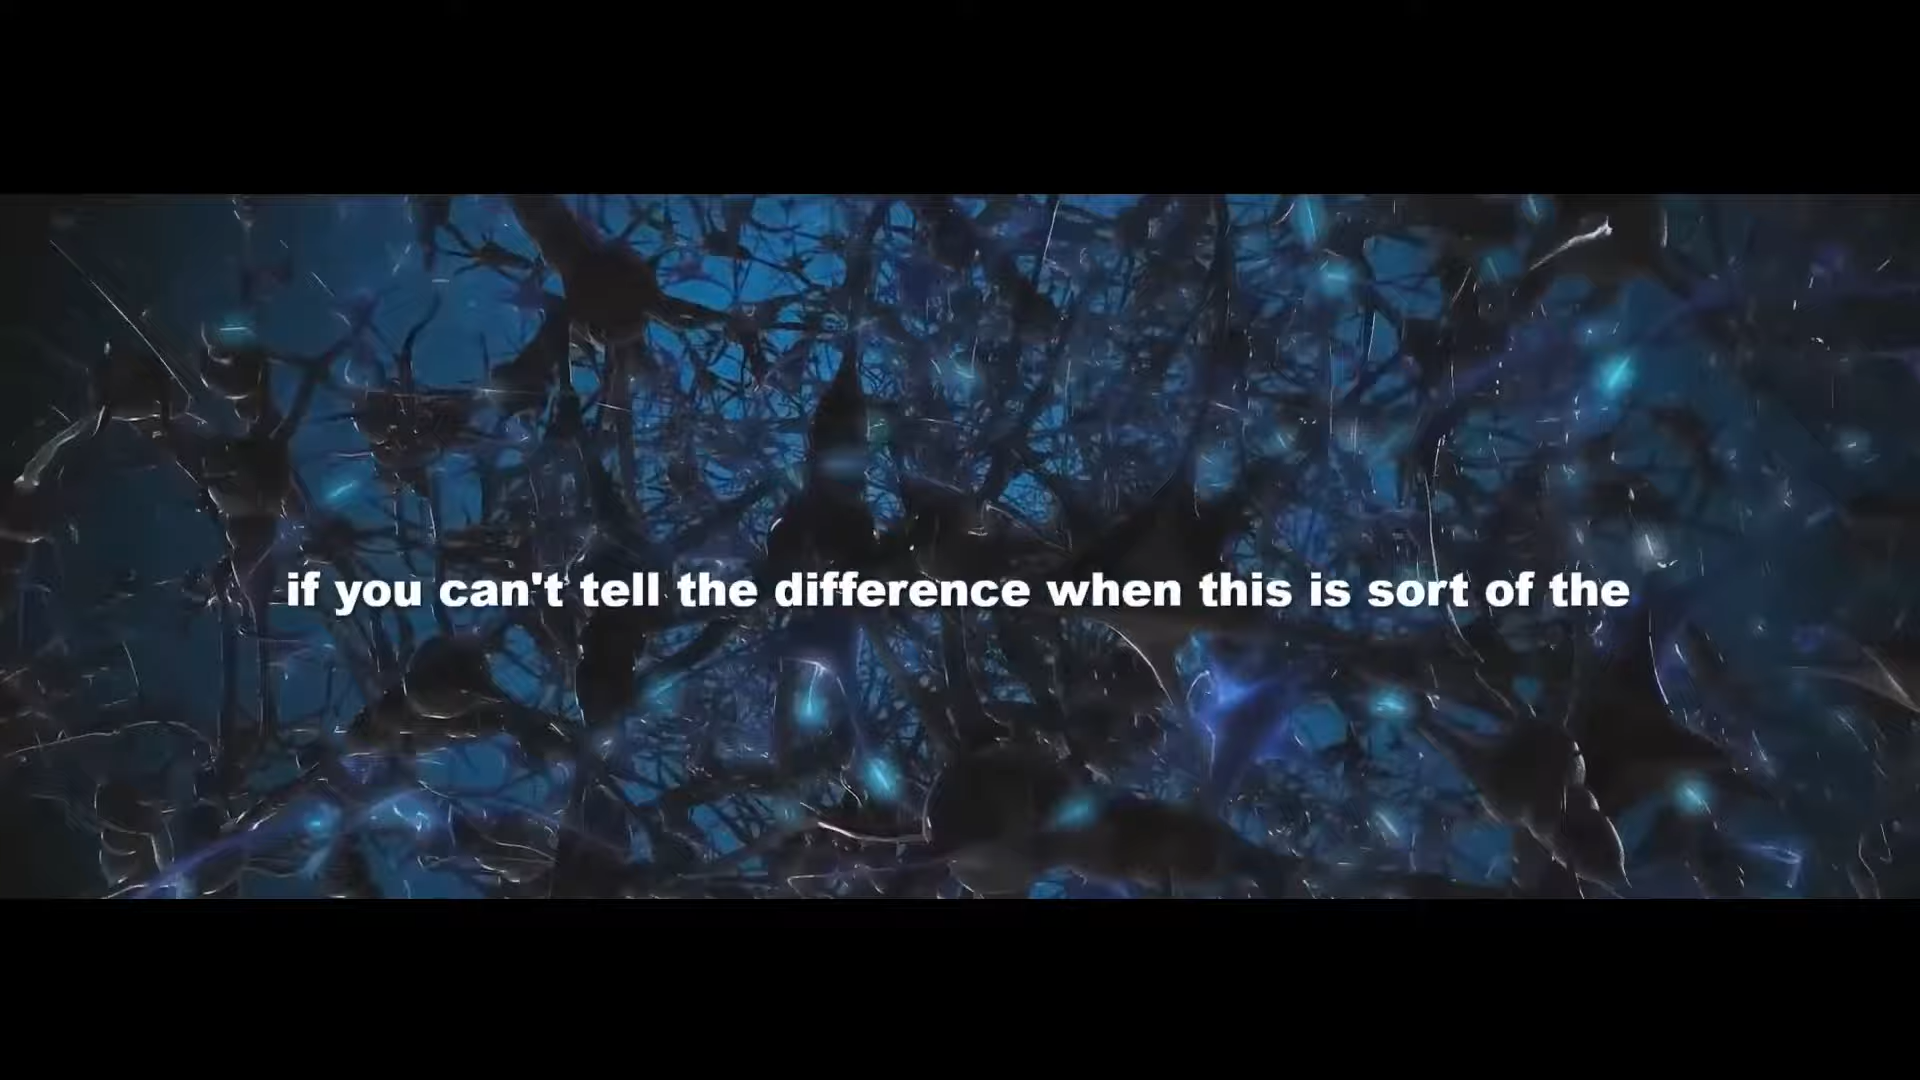 if you can't tell the difference when this is sort of the